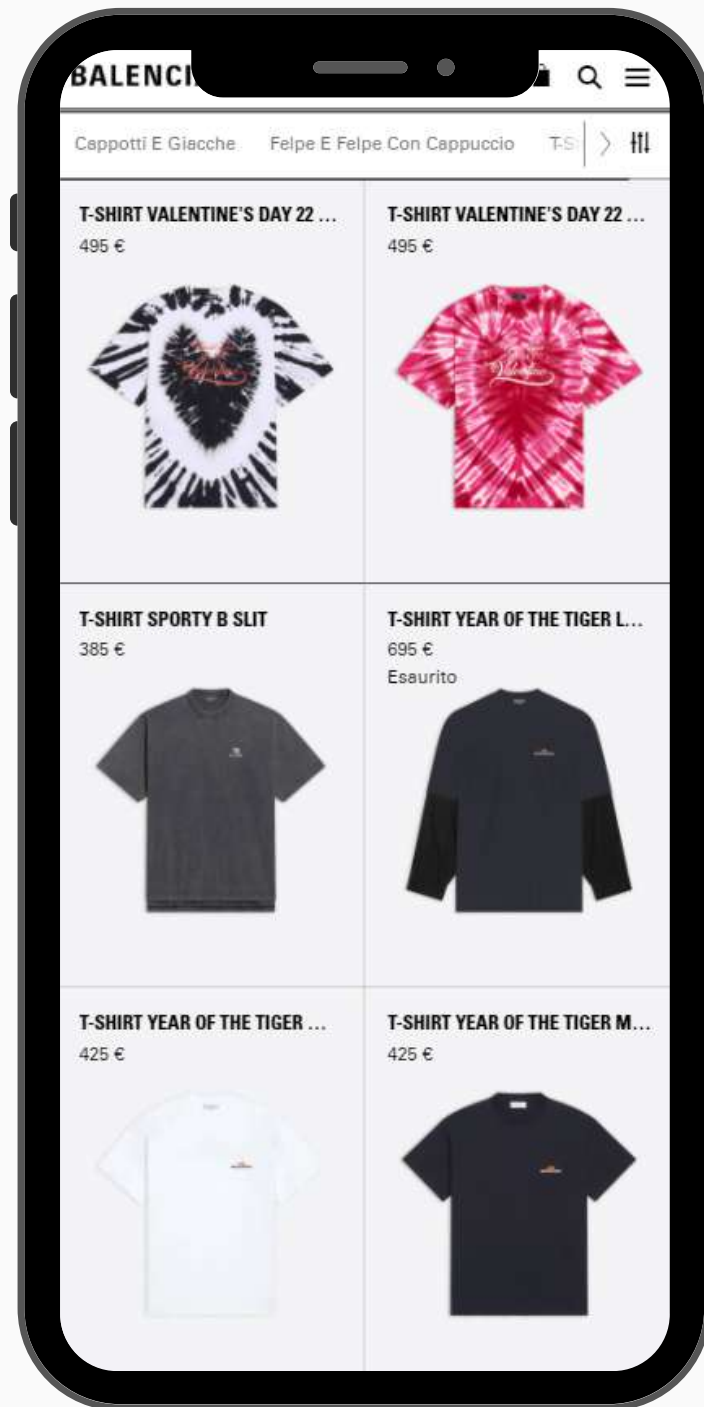 BALENCI
Cappotti E Giacche Felpe E Felpe Con Cappuccio T-S
T-SHIRT VALENTINE'S DAY 22 ...
495 €
T-SHIRT VALENTINE'S DAY 22 ...
495 €
Valentine
T-SHIRT SPORTY B SLIT
385 €
T-SHIRT YEAR OF THE TIGER L...
695 €
Esaurito
T-SHIRT YEAR OF THE TIGER ...
425 €
T-SHIRT YEAR OF THE TIGER M...
425 €